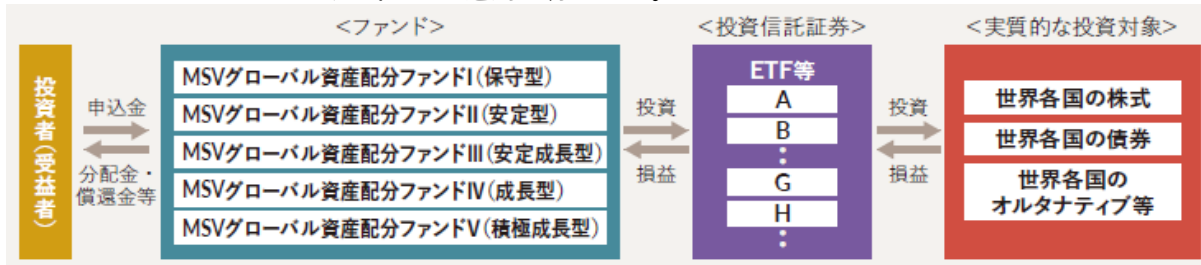 <ファンド>
<投資信託証券>
<実質的な投資対象>
投資者(受益者)
申込金
分配金・
償還金等
MSVグローバル資産配分ファンドI(保守型)
MSVグローバル資産配分ファンドII(安定型)
MSVグローバル資産配分ファンドIII(安定成長型)
MSVグローバル資産配分ファンドIV(成長型)
MSVグローバル資産配分ファンドV(積極成長型)
投資
損益
ETF等
A
B
：
G
H
：
投資
損益
世界各国の株式
世界各国の債券
世界各国の
オルタナティブ等